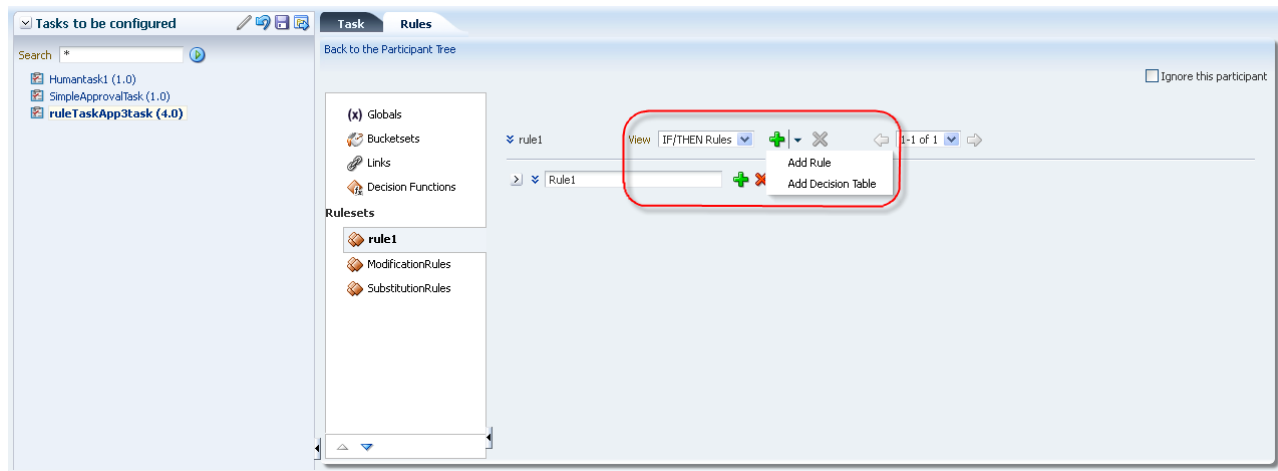 Tasks to be configured
Search *
Humantask1 (1.0)
SimpleApprovalTask (1.0)
ruleTaskApp3task (4.0)
Task Rules
Back to the Participant Tree
Ignore this participant
(x) Globals
Bucketsets
Links
Decision Functions
Rulesets
rule1
ModificationRules
SubstitutionRules
rule1 View IF/THEN Rules 1-1 of 1
Add Rule
Add Decision Table
Rule1